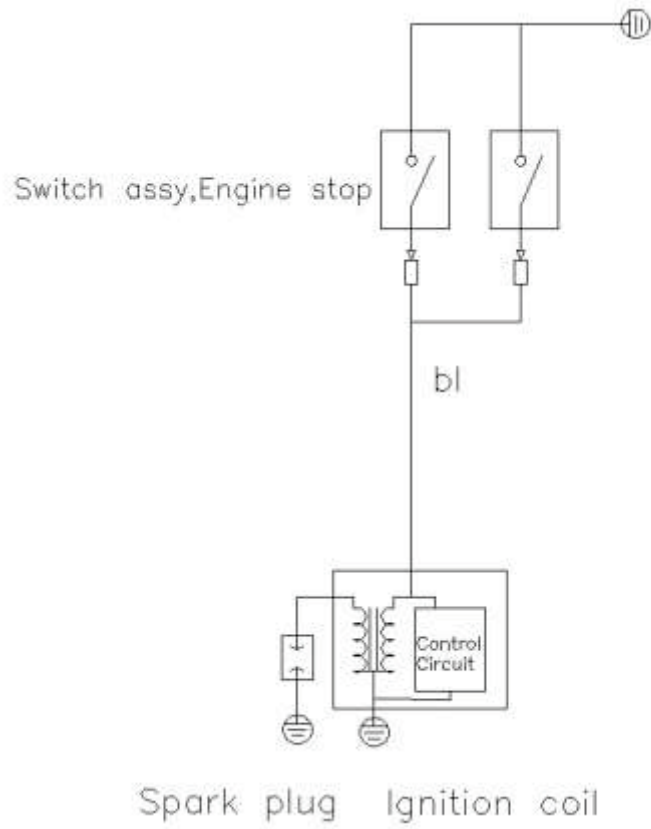 Switch assy,Engine stop
bl
Control
Circuit
Spark plug
Ignition coil